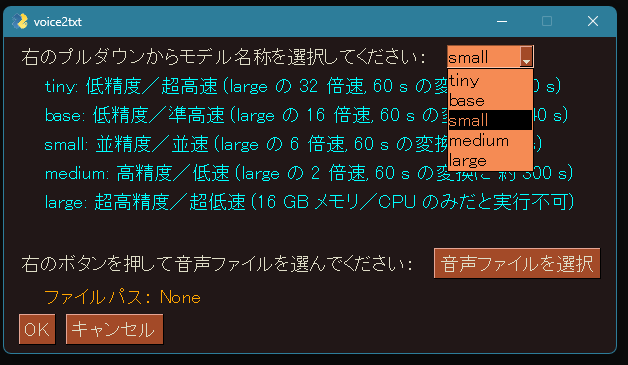 voice2txt
右のプルダウンからモデル名称を選択してください: small
tiny: 低精度／超高速 (large の 32 倍速, 60 s の変 s)
tiny
base: 低精度／準高速 (large の 16 倍速, 60 s の変 40 s)
base
small: 並精度／並速 (large の 6 倍速, 60 s の変換
small
medium: 高精度／低速 (large の 2 倍速, 60 s の変換に 約 300 s)
medium
large: 超高精度／超低速 (16 GB メモリ／CPU のみだと実行不可)
large
右のボタンを押して音声ファイルを選んでください: 音声ファイルを選択
ファイルパス: None
OK キャンセル